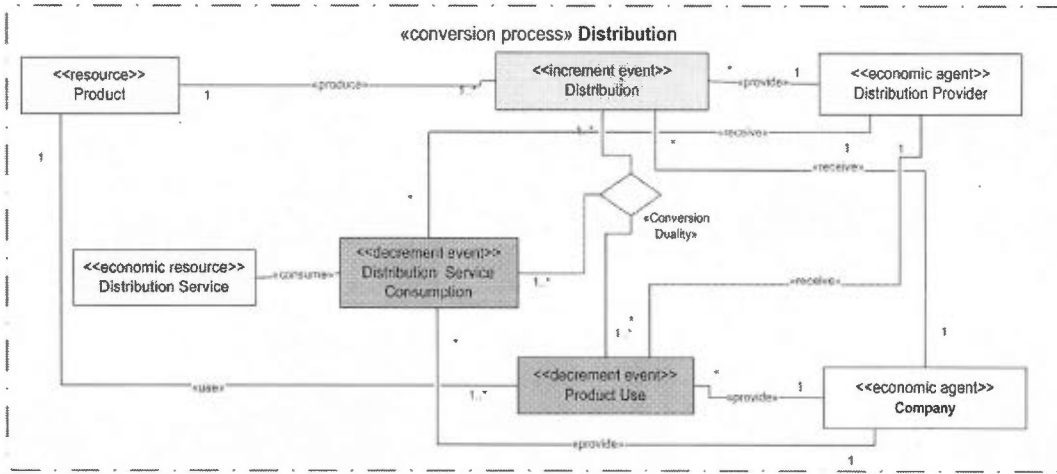 «conversion process» Distribution
<<resource>>
Product
1
«produce»
1..*
<<increment event>>
Distribution
*
«provide»
1
<<economic agent>>
Distribution Provider
1..*
*
«receive»
1
1
1
«receive»
*
«Conversion
Duality»
<<economic resource>>
Distribution Service
«consume»
<<decrement event>>
Distribution Service
Consumption
1..*
«receive»
*
1..*
*
1
<<decrement event>>
Product Use
«use»
1..*
*
«provide»
1
<<economic agent>>
Company
«provide»
1